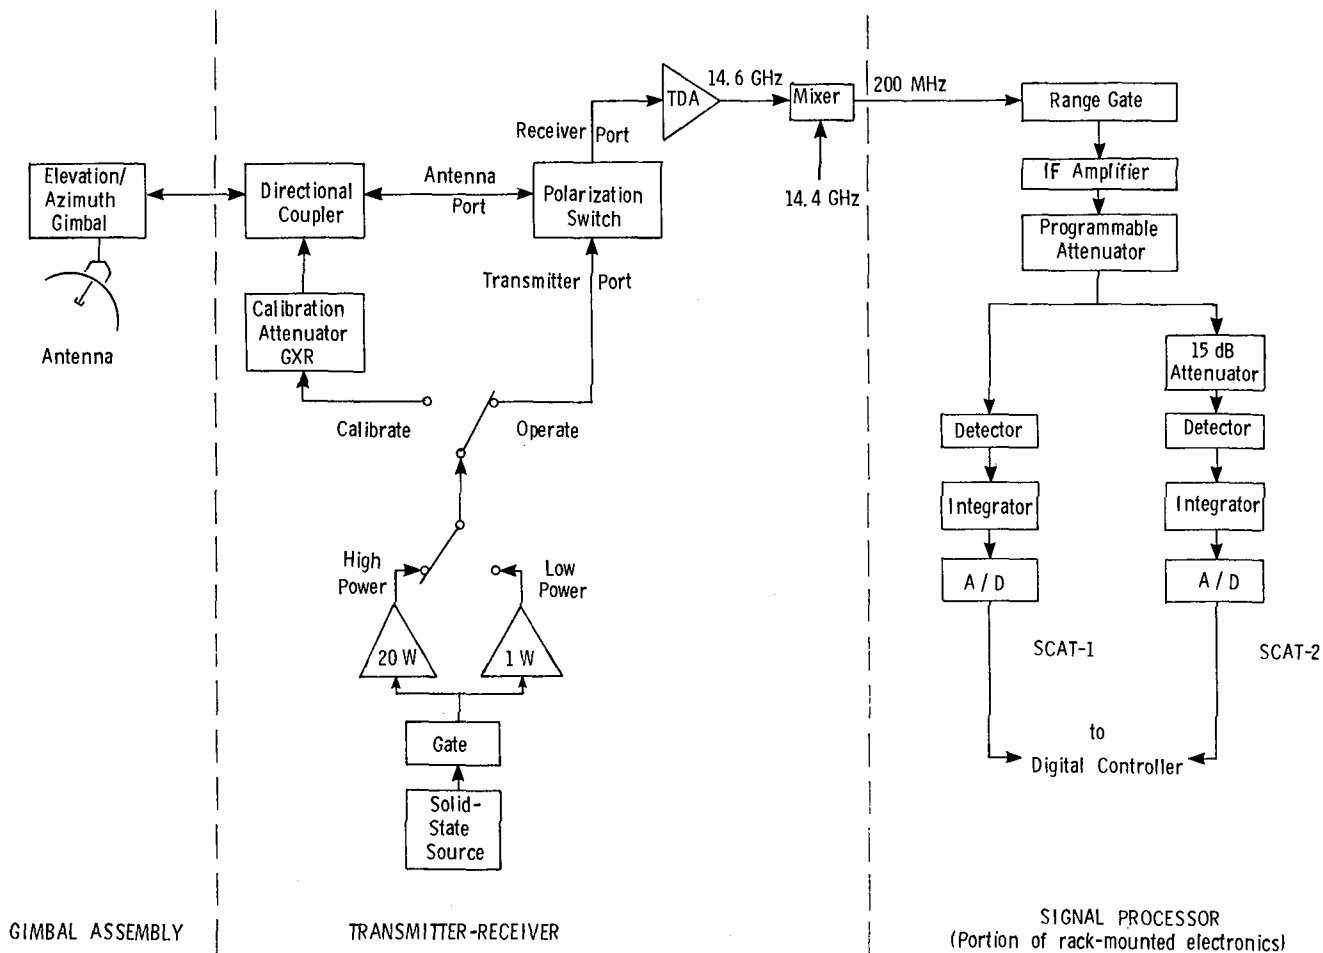 Elevation/
Azimuth
Gimbal
Antenna
Directional
Coupler
Calibration
Attenuator
GXR
Calibrate
Operate
Antenna
Port
Receiver Port
Polarization
Switch
Transmitter Port
TDA
14.6 GHz
Mixer
14.4 GHz
200 MHz
High
Power
Low
Power
20 W
1 W
Gate
Solid-
State
Source
Range Gate
IF Amplifier
Programmable
Attenuator
15 dB
Attenuator
Detector
Detector
Integrator
Integrator
A / D
A / D
SCAT-1
SCAT-2
to
Digital Controller
GIMBAL ASSEMBLY
TRANSMITTER-RECEIVER
SIGNAL PROCESSOR
(Portion of rack-mounted electronics)